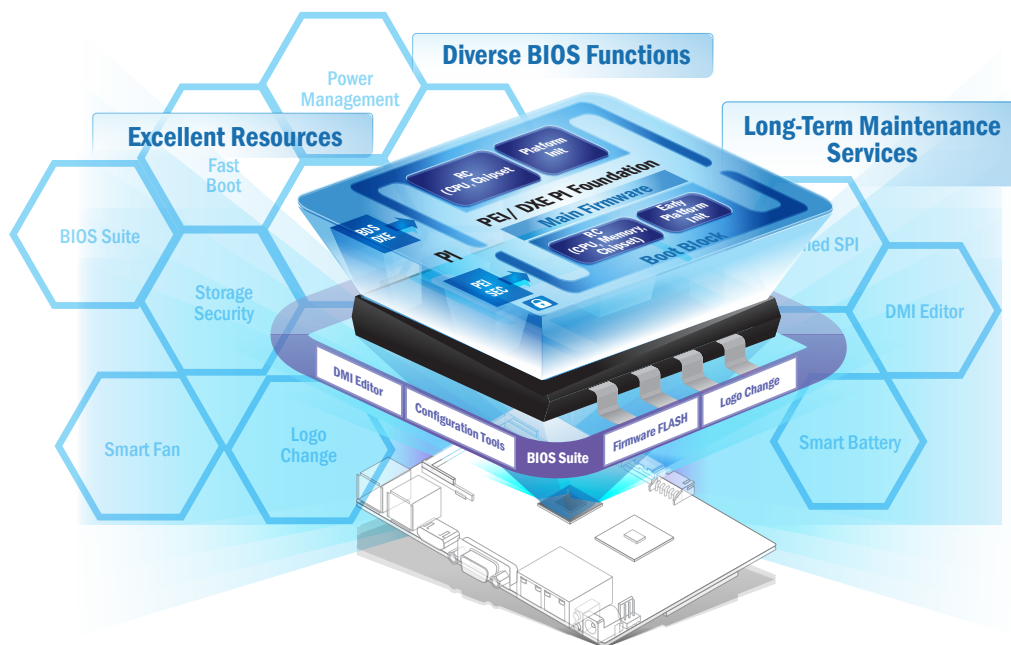 Diverse BIOS Functions
Power
Management
Excellent Resources
Long-Term Maintenance
Services
Fast
Boot
BIOS Suite
Storage
Security
Smart Fan
Logo
Change
RC
(CPU, Chipset
Platform
Init
PEI/ DXE PI Foundation
Main Firmware
BDS
DXE
PI
RC
(CPU, Memory,
Chipset)
Early
Platform
Init
Boot Block
PEI
SEC
SPI
DMI Editor
Smart Battery
DMI Editor
Configuration Tools
BIOS Suite
Firmware FLASH
Logo Change